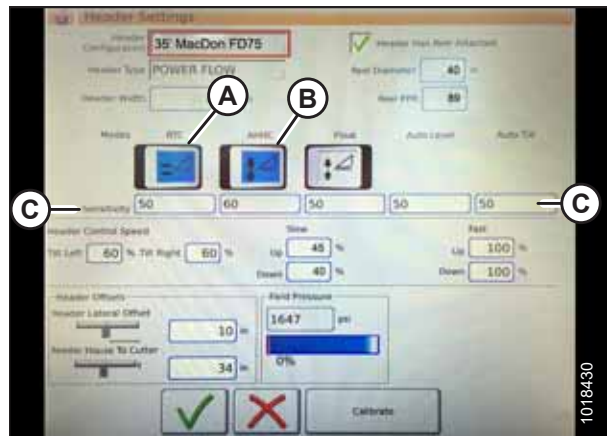 Header Settings
Header Configuration 35' MacDon FD75 Header Has Reel Attached
Header Type POWER FLOW Reel Diameter 40 in
Header Width Reel PPR 89
A B
Modes RTC AHHC Float Auto Level Auto Tilt
C Sensitivity 50 60 50 50 50 C
Header Control Speed Slow Fast
Tilt Left 60 % Tilt Right 60 % Up 45 % Up 100 %
Down 40 % Down 100 %
Header Offsets Field Pressure
Header Lateral Offset 1647 psi
10 in
Feeder House To Cutter 0%
34 in
Calibrate
1018430